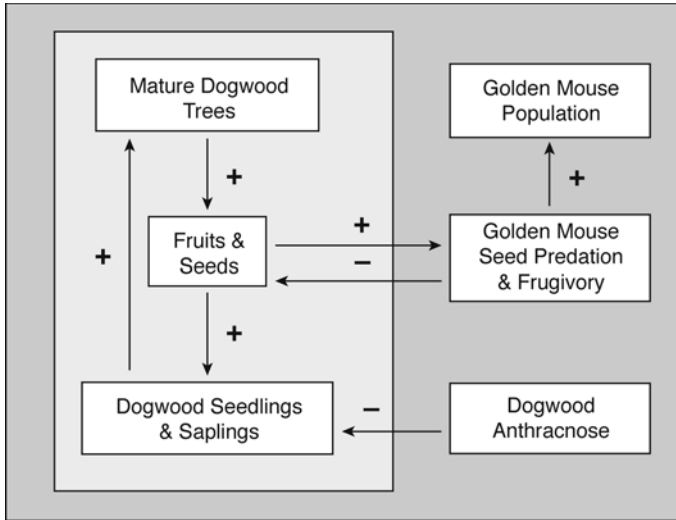 Mature Dogwood
Trees
+
+
Fruits &
Seeds
+
Dogwood Seedlings
& Saplings
+
−
−
Golden Mouse
Population
+
Golden Mouse
Seed Predation
& Frugivory
Dogwood
Anthracnose